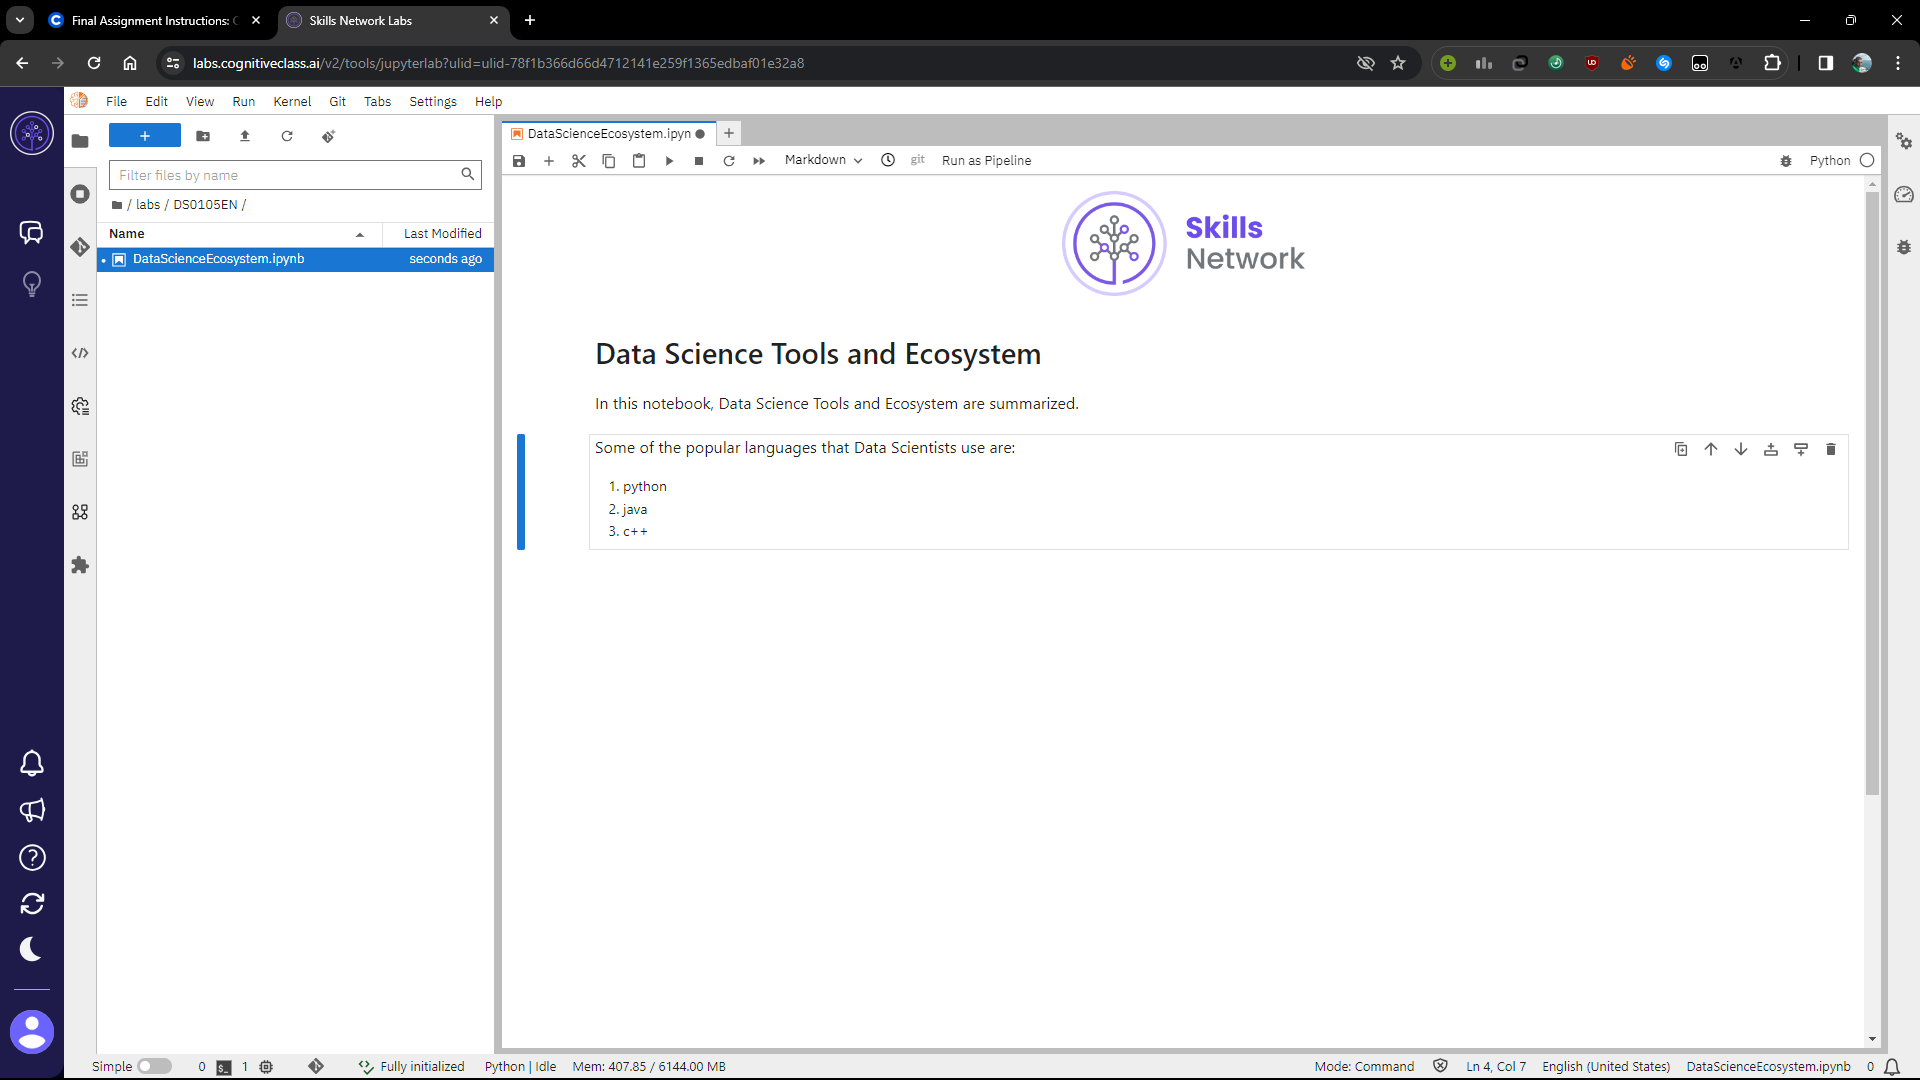 Final Assignment Instructions: C
Skills Network Labs
labs.cognitiveclass.ai/v2/tools/jupyterlab?ulid=ulid-78f1b366d66d4712141e259f1365edbaf01e32a8
File Edit View Run Kernel Git Tabs Settings Help
DataScienceEcosystem.ipyn
Markdown git Run as Pipeline Python
Filter files by name
/ labs / DS0105EN /
Name Last Modified
DataScienceEcosystem.ipynb seconds ago
Skills
Network
Data Science Tools and Ecosystem
In this notebook, Data Science Tools and Ecosystem are summarized.
Some of the popular languages that Data Scientists use are:
1. python
2. java
3. c++
Simple 0 $_ 1 Fully initialized Python | Idle Mem: 407.85 / 6144.00 MB Mode: Command Ln 4, Col 7 English (United States) DataScienceEcosystem.ipynb 0